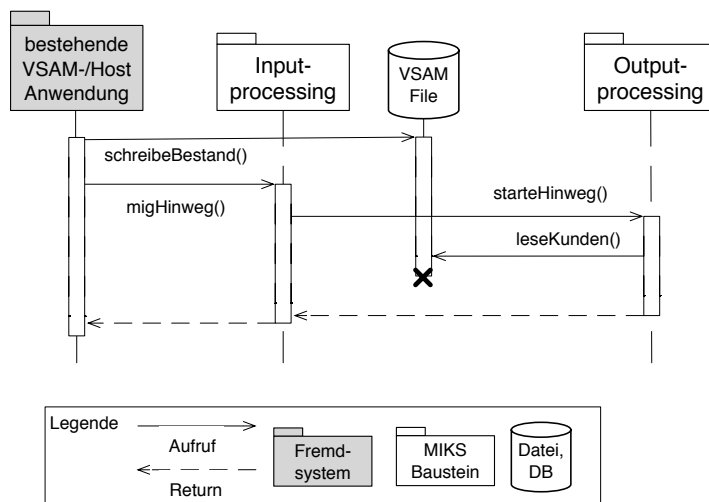 bestehende
VSAM-/Host
Anwendung
Input-
processing
VSAM
File
Output-
processing
schreibeBestand()
migHinweg()
starteHinweg()
leseKunden()
Legende
Aufruf
Return
Fremd-
system
MIKS
Baustein
Datei,
DB